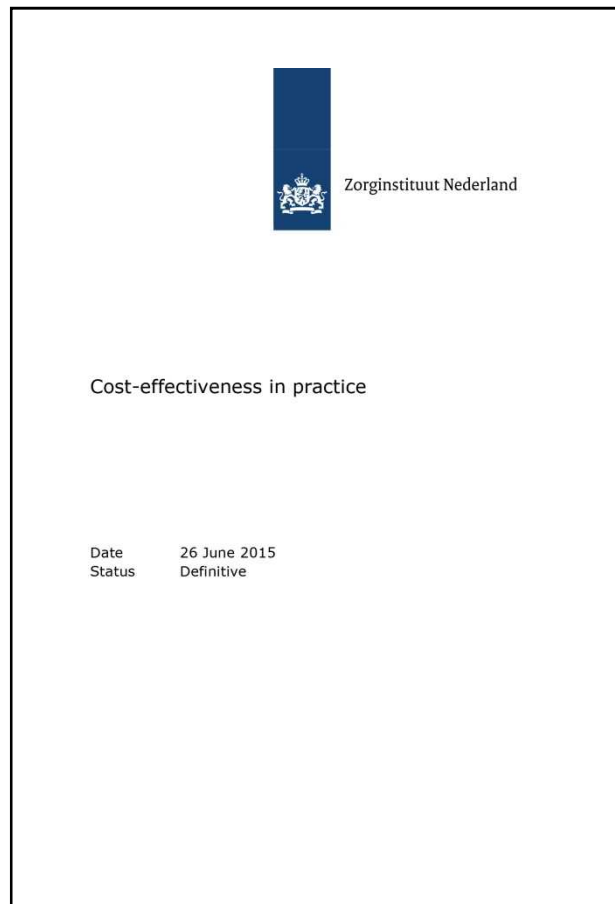 Zorginstituut Nederland
Cost-effectiveness in practice
Date 26 June 2015
Status Definitive